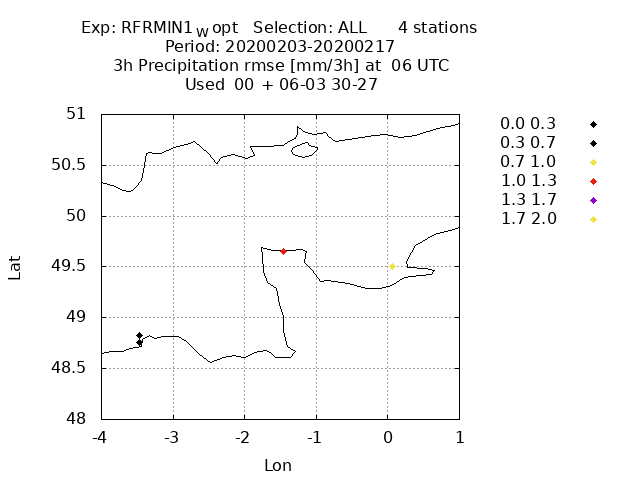 Exp: RFRMIN1_W opt Selection: ALL 4 stations
Period: 20200203-20200217
3h Precipitation rmse [mm/3h] at 06 UTC
Used 00 + 06-03 30-27
0.0 0.3
0.3 0.7
0.7 1.0
1.0 1.3
1.3 1.7
1.7 2.0
51
50.5
50
49.5
49
48.5
48
Lat
-4 -3 -2 -1 0 1
Lon